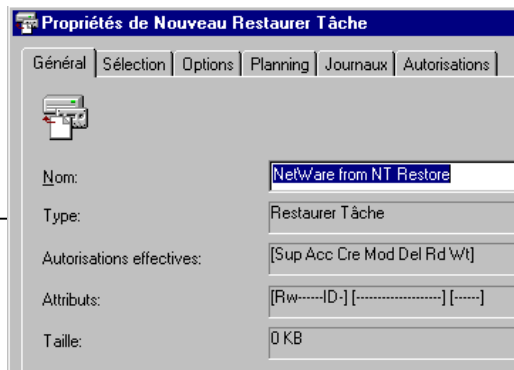 Propriétés de Nouveau Restaurer Tâche
Général Sélection Options Planning Journaux Autorisations
Nom: NetWare from NT Restore
Type: Restaurer Tâche
Autorisations effectives: [Sup Acc Cre Mod Del Rd Wt]
Attributs: [Rw------ID-] [--------------------] [------]
Taille: 0 KB